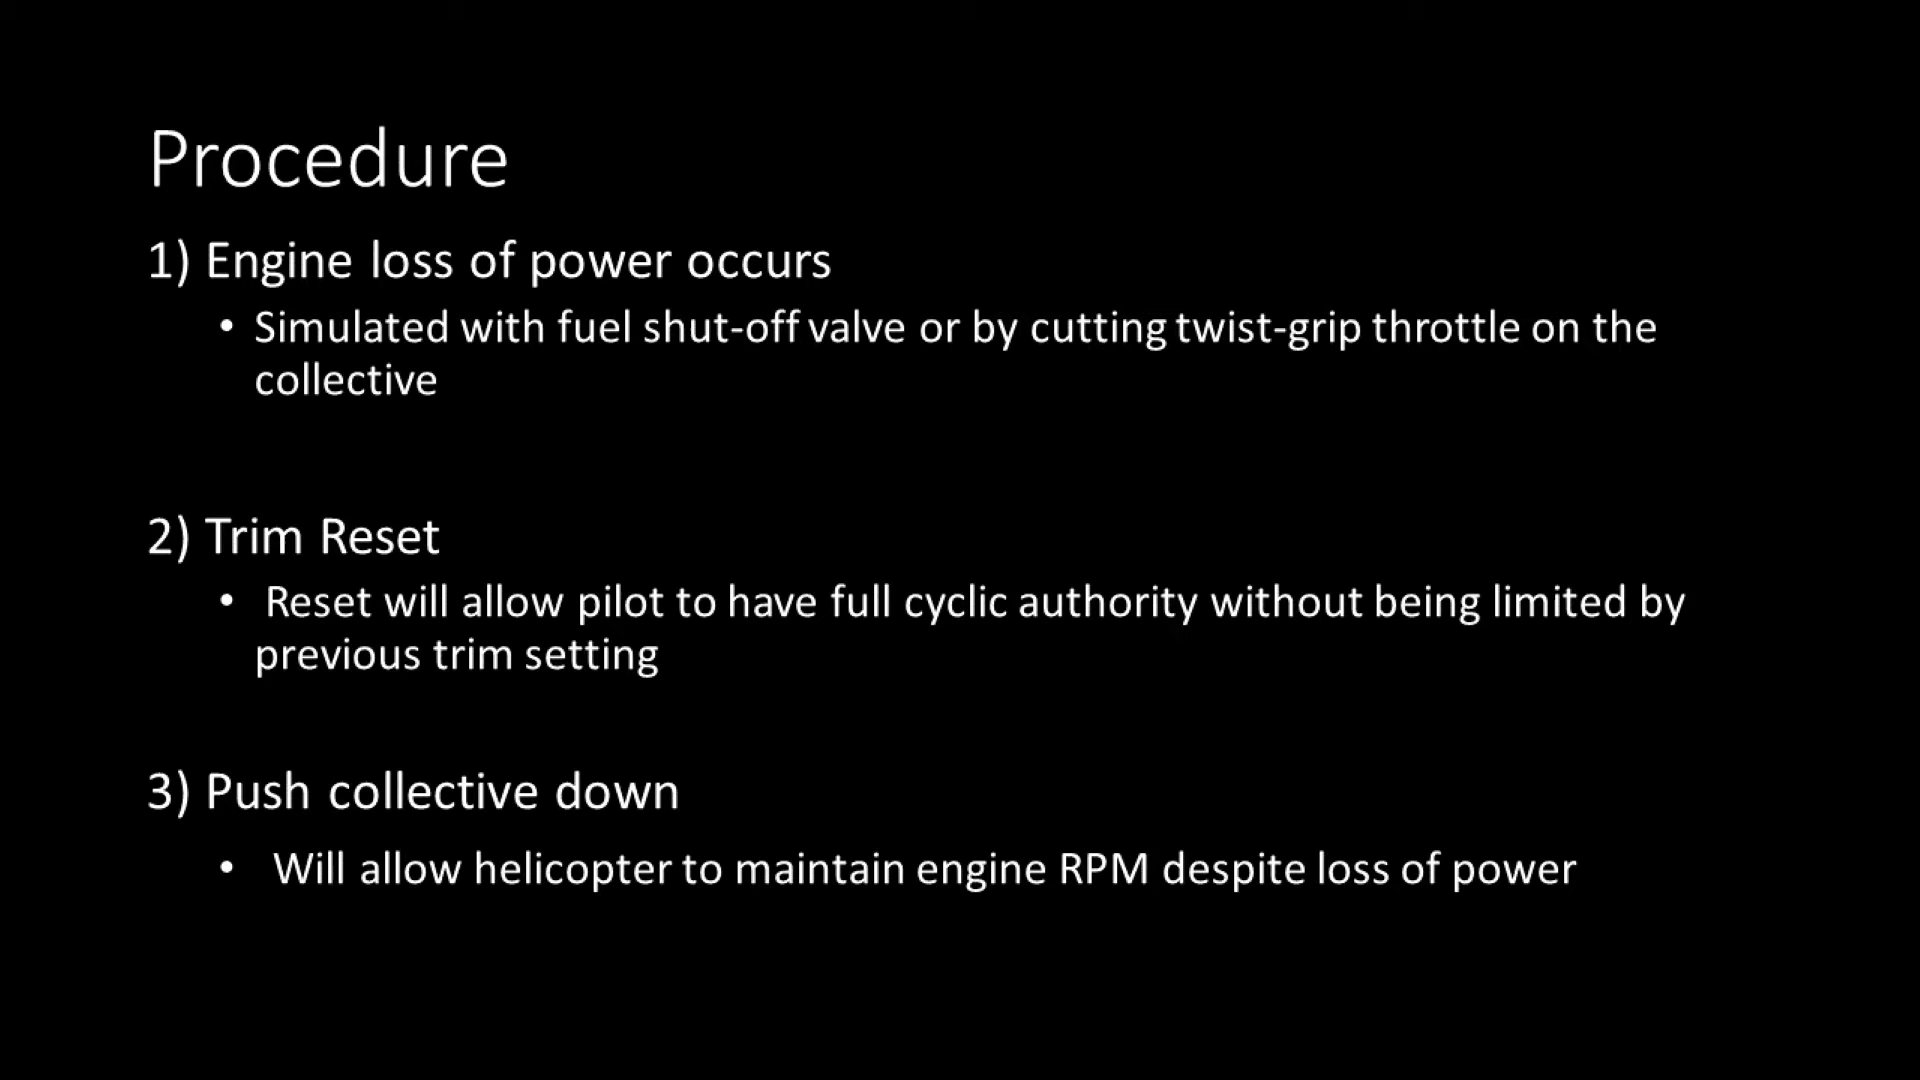 Procedure
1) Engine loss of power occurs
• Simulated with fuel shut-off valve or by cutting twist-grip throttle on the
collective
2) Trim Reset
• Reset will allow pilot to have full cyclic authority without being limited by
previous trim setting
3) Push collective down
• Will allow helicopter to maintain engine RPM despite loss of power